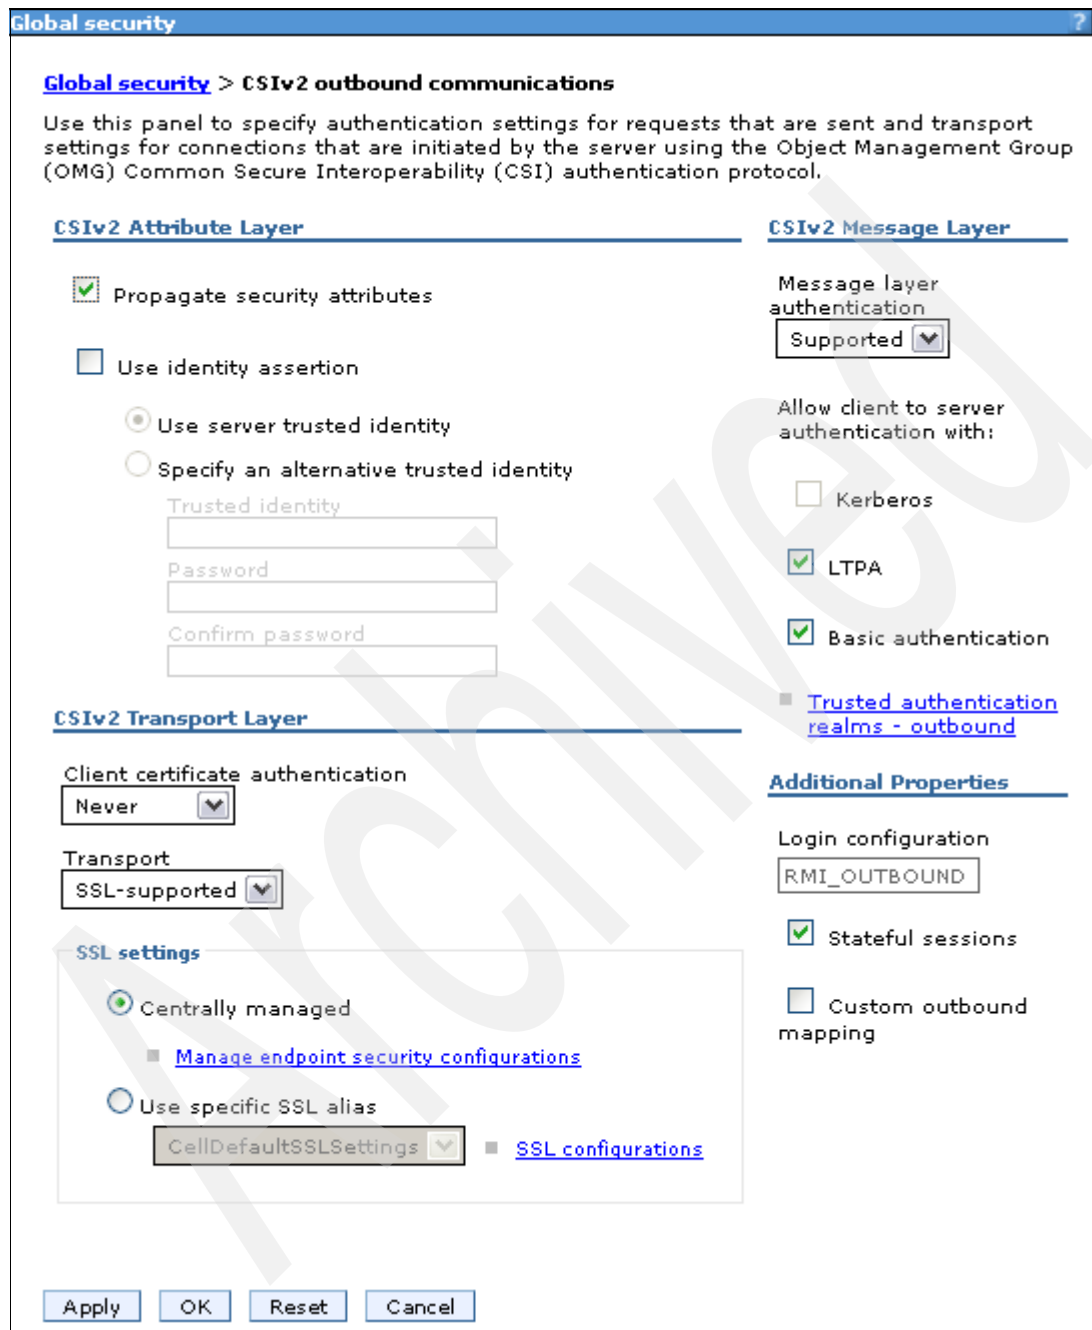 Global security
?
Global security > CSIv2 outbound communications
Use this panel to specify authentication settings for requests that are sent and transport
settings for connections that are initiated by the server using the Object Management Group
(OMG) Common Secure Interoperability (CSI) authentication protocol.
CSIv2 Attribute Layer
Propagate security attributes
Use identity assertion
Use server trusted identity
Specify an alternative trusted identity
Trusted identity
Password
Confirm password
CSIv2 Transport Layer
Client certificate authentication
Never
Transport
SSL-supported
SSL settings
Centrally managed
Manage endpoint security configurations
Use specific SSL alias
CellDefaultSSLSettings
SSL configurations
CSIv2 Message Layer
Message layer
authentication
Supported
Allow client to server
authentication with:
Kerberos
LTPA
Basic authentication
Trusted authentication
realms - outbound
Additional Properties
Login configuration
RMI_OUTBOUND
Stateful sessions
Custom outbound
mapping
Apply
OK
Reset
Cancel
Archived